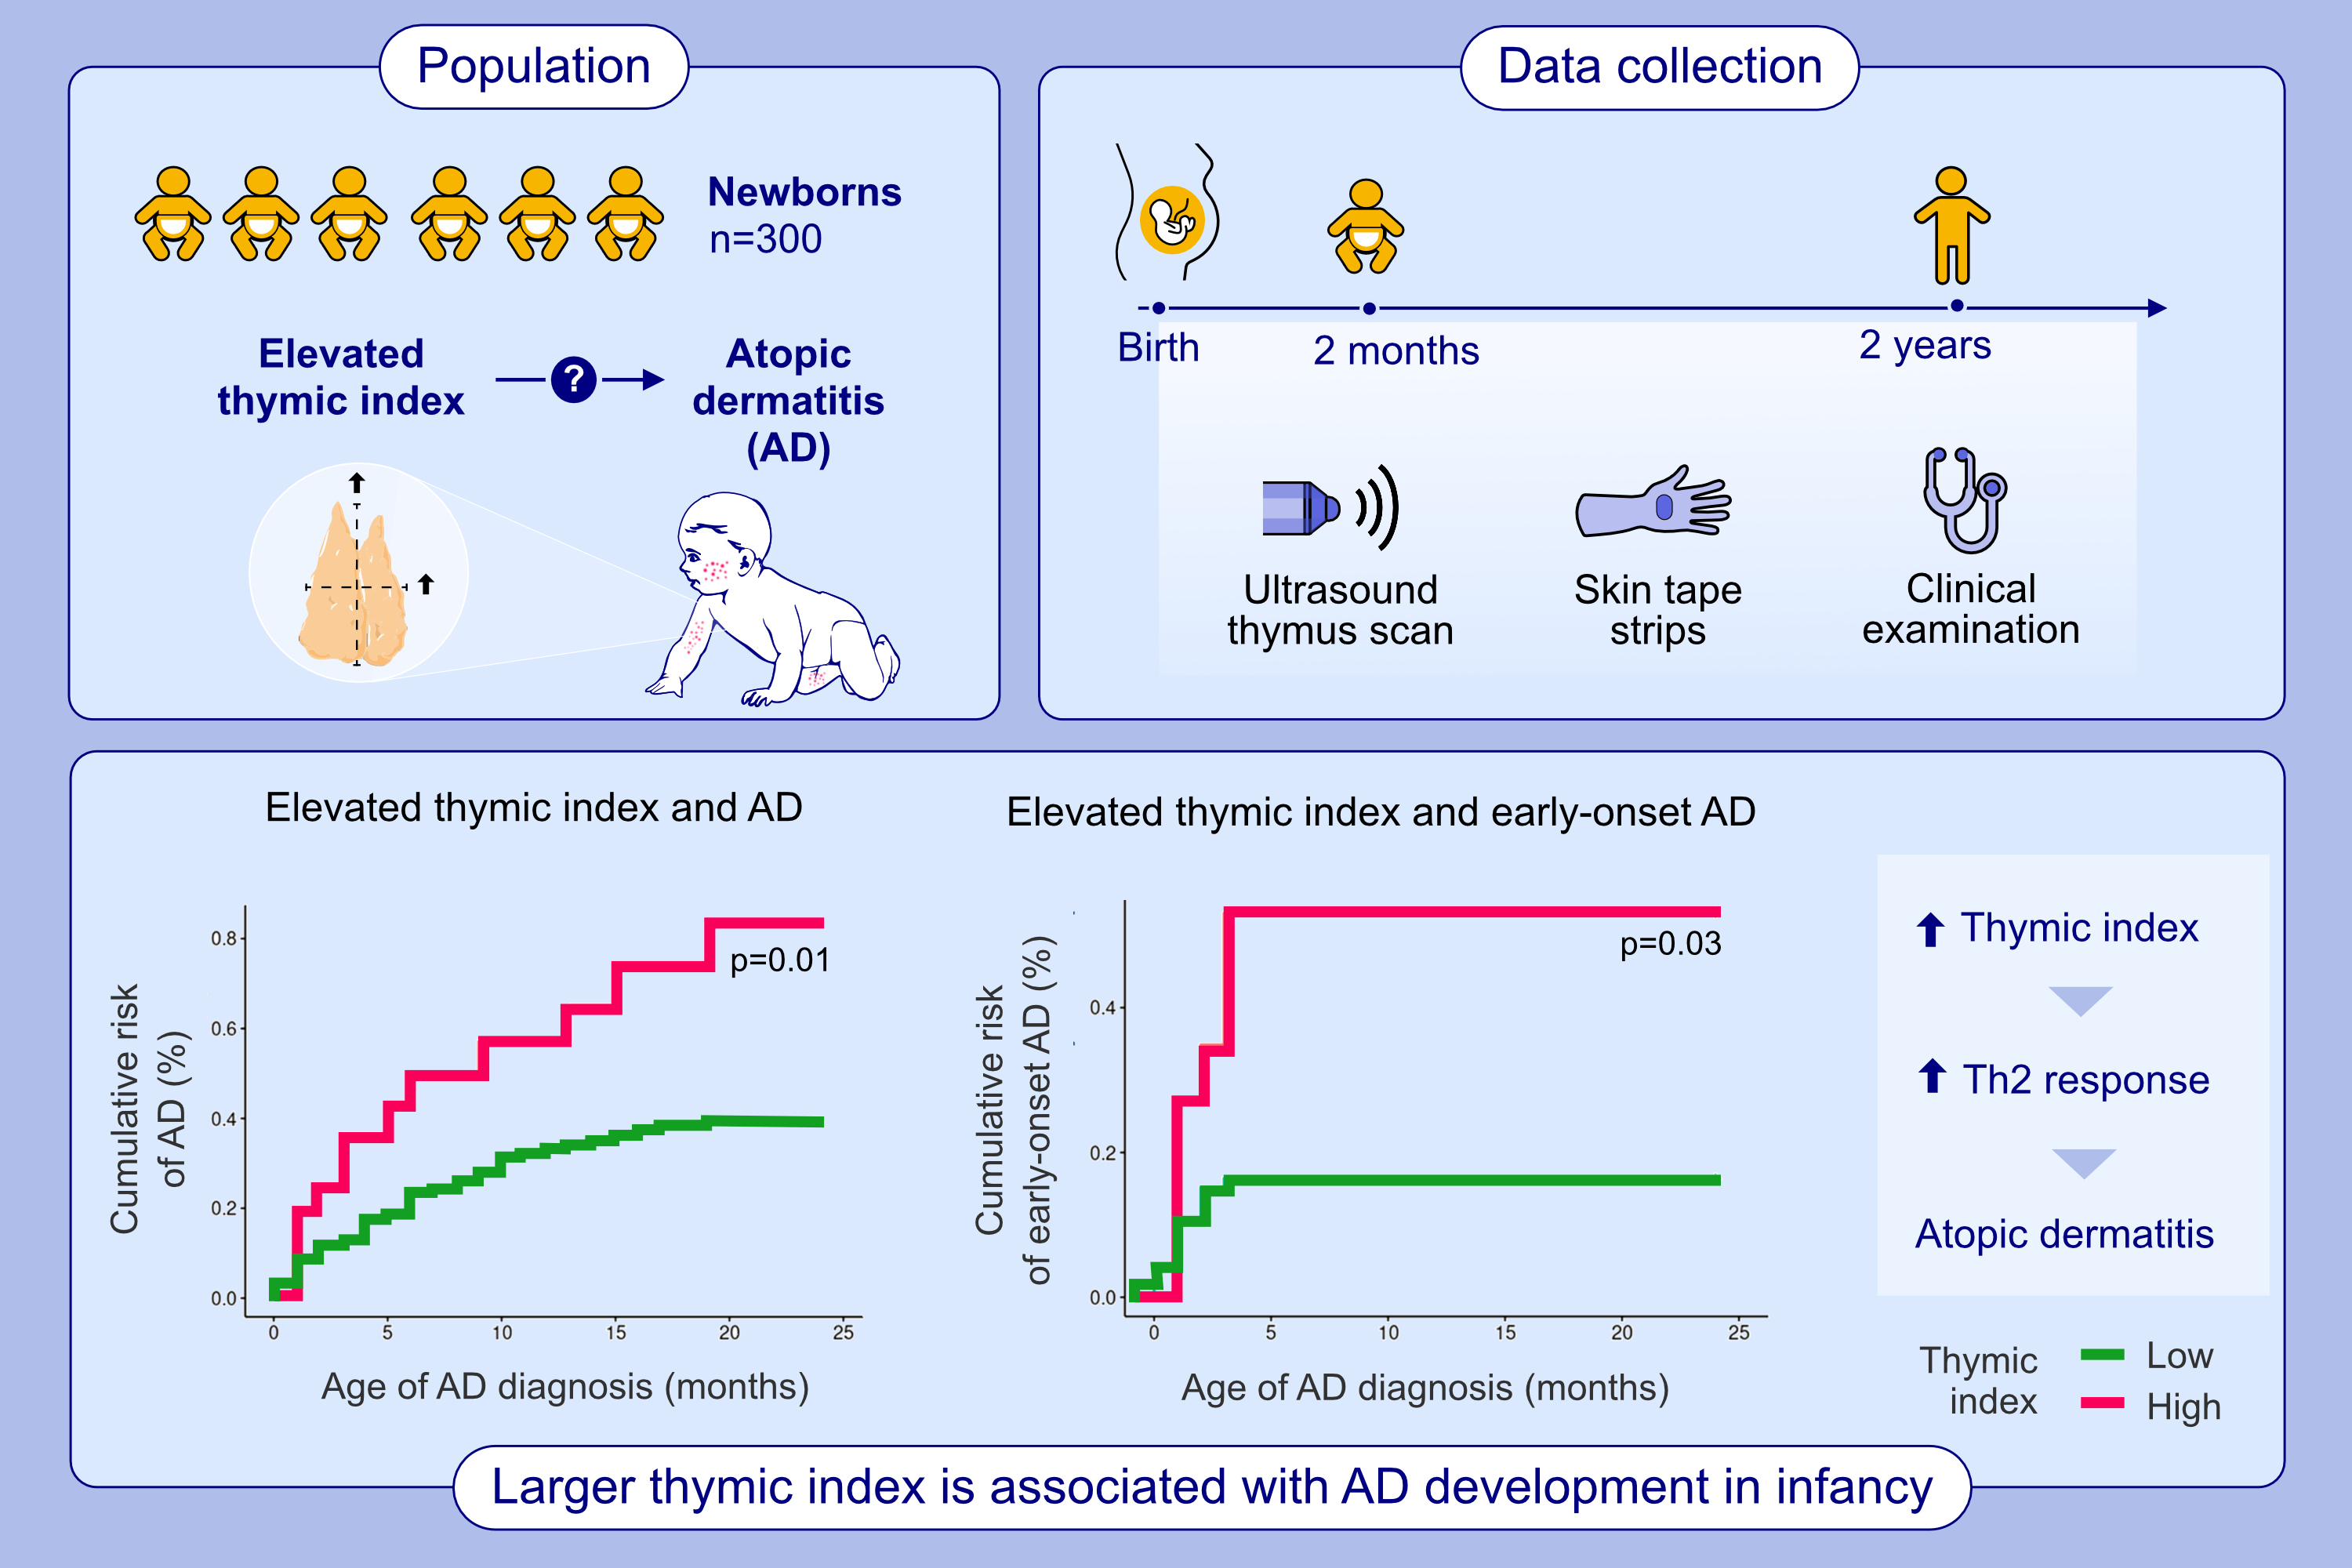 Population
Newborns
n=300
Elevated
thymic index
?
Atopic
dermatitis
(AD)
Data collection
Birth
2 months
2 years
Ultrasound
thymus scan
Skin tape
strips
Clinical
examination
Elevated thymic index and AD
Cumulative risk
of AD (%)
0.8
0.6
0.4
0.2
0.0
p=0.01
0
5
10
15
20
25
Age of AD diagnosis (months)
Elevated thymic index and early-onset AD
Cumulative risk
of early-onset AD (%)
0.4
0.2
0.0
p=0.03
0
5
10
15
20
25
Age of AD diagnosis (months)
Thymic index
Th2 response
Atopic dermatitis
Thymic
index
Low
High
Larger thymic index is associated with AD development in infancy